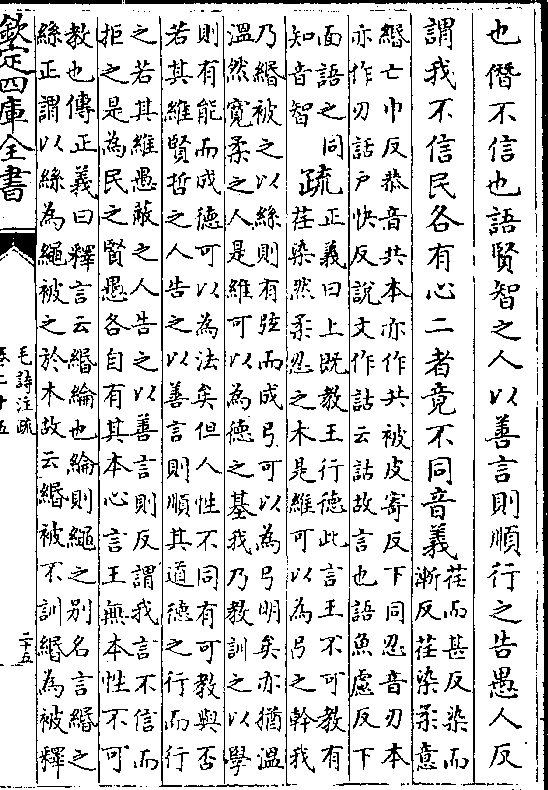 也僭不信也語賢智之人以善言則順行之告愚人反
謂我不信民各有心二者竟不同音義
荏而甚反染而
漸反荏染柔意
緡亡巾反恭音共本亦作共被皮寄反下同忍音刃本
亦作刃話户快反說文作詁云詁故言也語魚慮反下
面語之同
知音智
疏
正義曰上既教王行德此言王不可教有
荏染然柔忍之木是維可以為弓之幹我
乃緡被之以絲則有弦而成弓可以為弓明矣亦猶溫
溫然寛柔之人是維可以為德之基我乃教訓之以學
則有能而成德可以為法矣但人性不同有可教與否
若其維賢哲之人告之以善言則順其道德之行而行
之若其維愚蔽之人告之以善言則反謂我言不信而
拒之是為民之賢愚各自有其本心言王無本性不可
教也傳正義曰釋言云緡綸也綸則繩之别名言緡之
絲正謂以絲為繩被之於木故云緡被不訓緡為被釋
欽定四庫全書
毛詩注疏
卷二十五
二十五